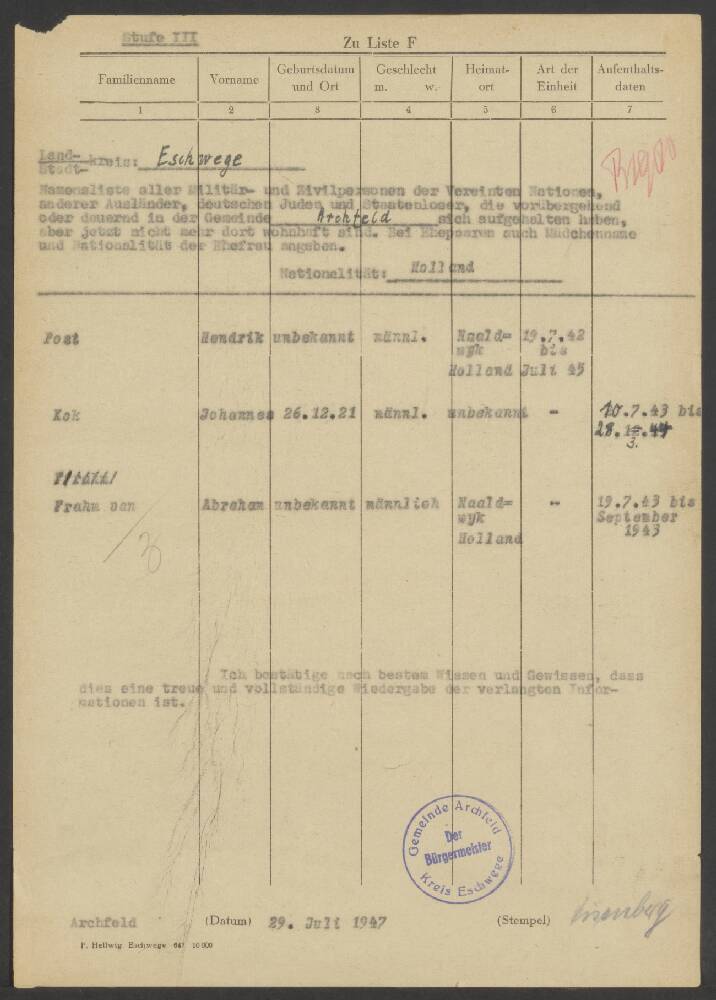 Stufe III
Zu Liste F
Familienname Vorname Geburtsdatum und Ort Geschlecht m. w. Heimat-ort Art der Einheit Aufenthalts-daten
1 2 3 4 5 6 7
Land-
Stadt- kreis: Eschwege
Namensliste aller Militär- und Zivilpersonen der Vereinten Nationen,
anderer Ausländer, deutschen Juden und Staatenloser, die vorübergehend
oder dauernd in der Gemeinde Archfeld sich aufgehalten haben,
aber jetzt nicht mehr dort wohnhaft sind. Bei Ehepaaren auch Mädchenname
und Nationalität der Ehefrau angeben.
Nationalität: Holland
Post Hendrik unbekannt männl. Naald= 19.7.42
wyk bis
Holland Juli 45
Kok Johannes 26.12.21 männl. unbekannt - 10.7.43 bis
28.12.44
3.
Frahm van Abraham unbekannt männlich Naald= -- 19.7.43 bis
wyk September
Holland 1943
3
Ich bestätige nach bestem Wissen und Gewissen, dass
dies eine treue und vollständige Wiedergabe der verlangten Infor-
mationen ist.
Gemeinde Archfeld
Der
Bürgermeister
Kreis Eschwege
Archfeld (Datum) 29. Juli 1947 (Stempel)
F. Hellwig Eschwege 647 10 000